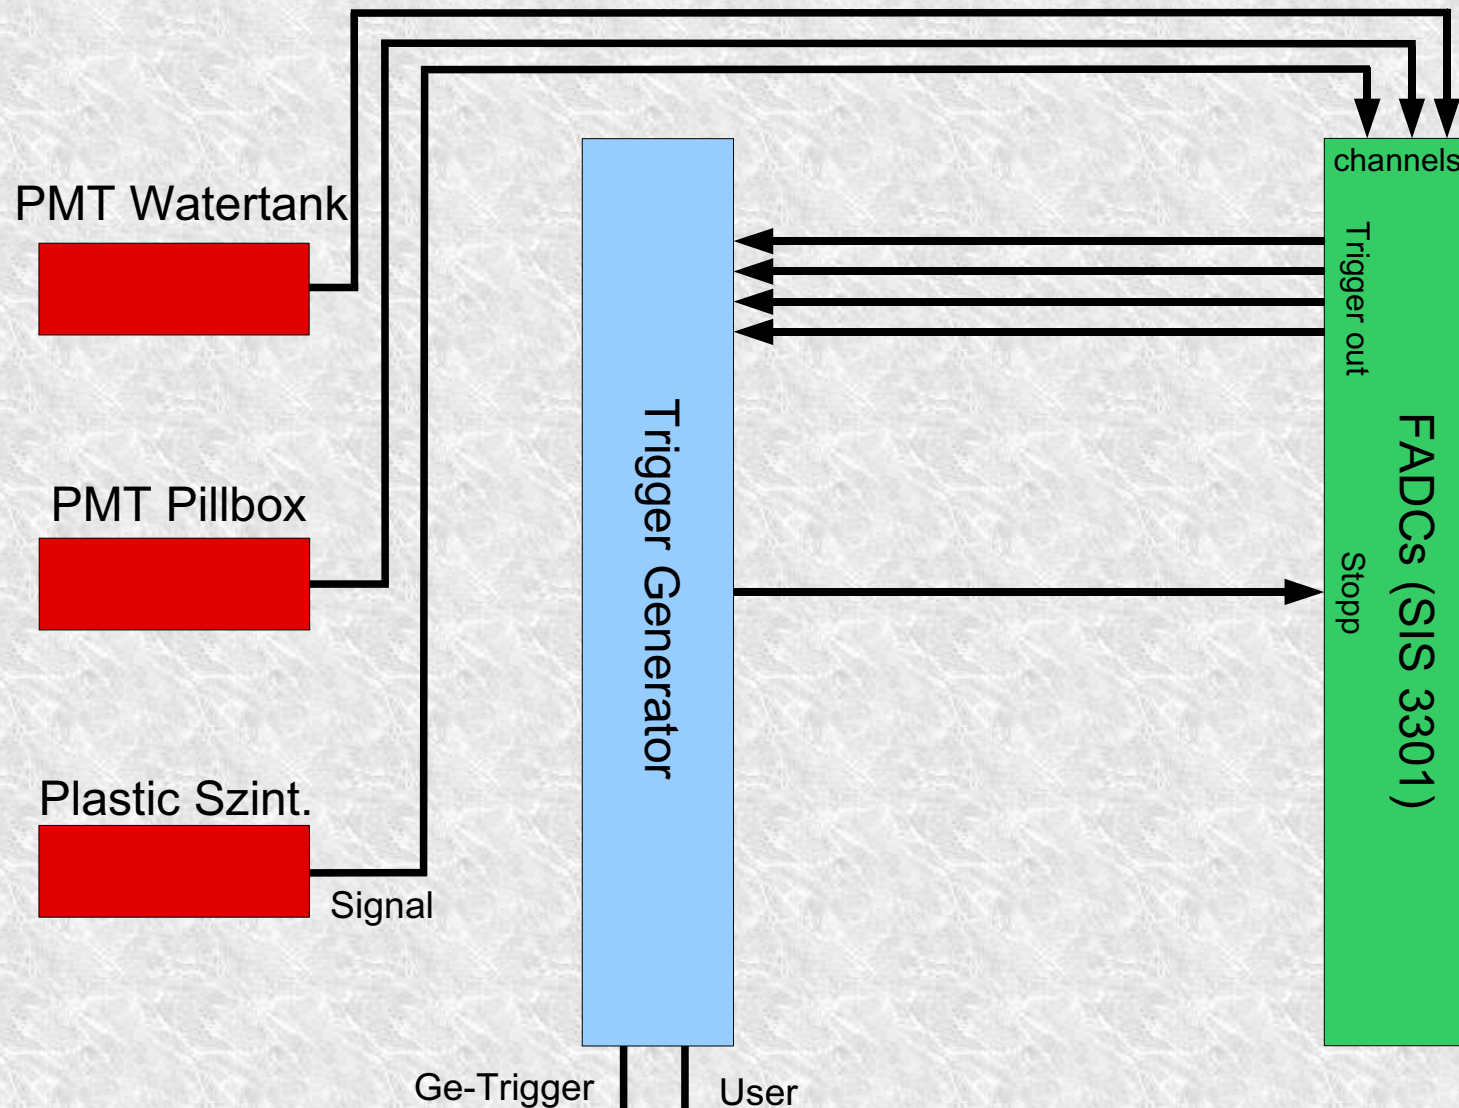 channels
PMT Watertank
Trigger out
Trigger Generator
FADCs (SIS 3301)
PMT Pillbox
Stopp
Plastic Szint.
Signal
Ge-Trigger
User